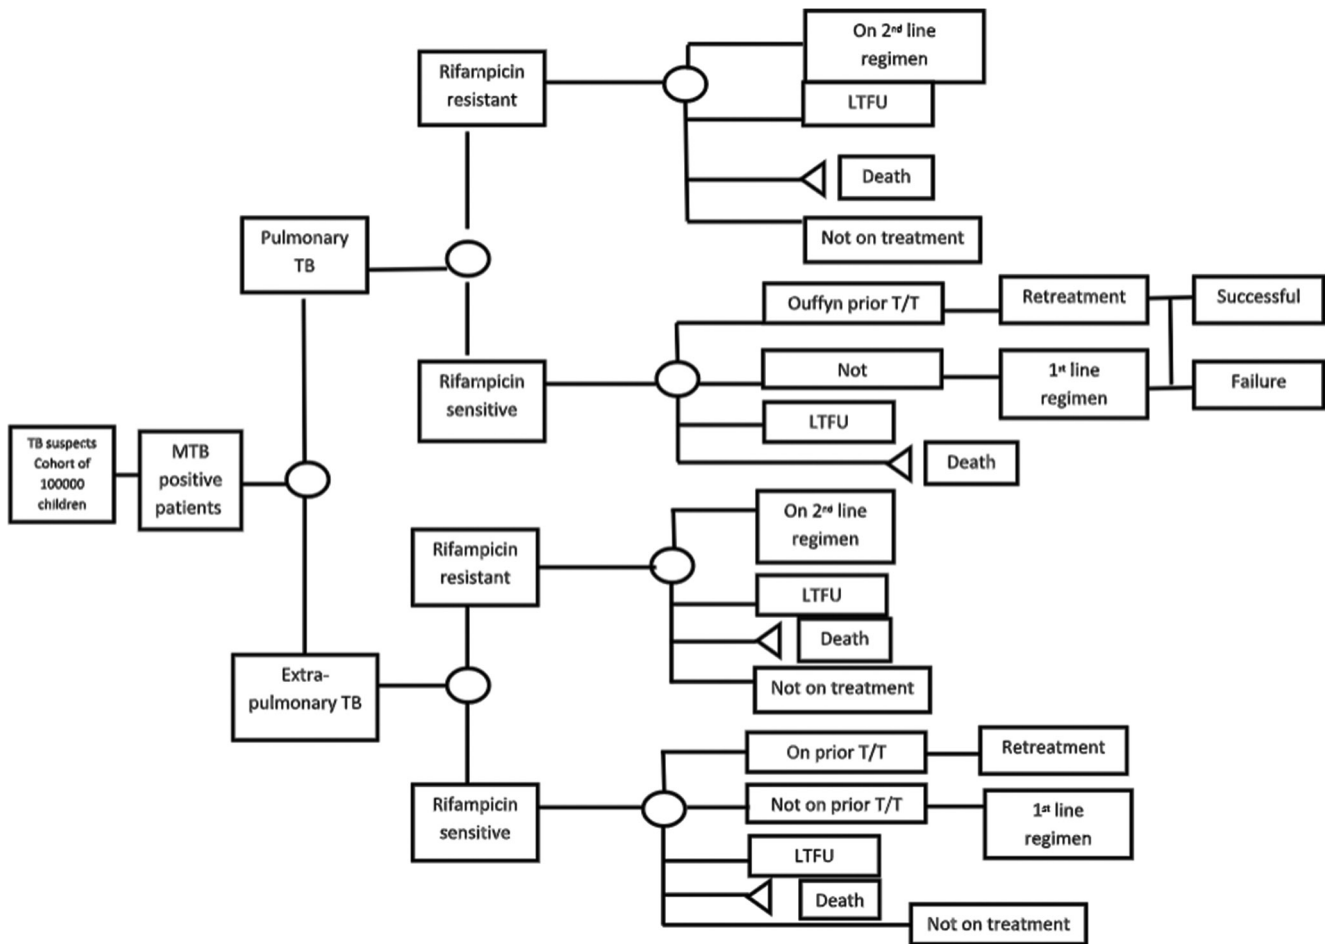 On 2nd line
regimen
Rifampicin
resistant
LTFU
Death
Pulmonary
TB
Not on treatment
Ouffyn prior T/T
Retreatment
Successful
Rifampicin
sensitive
Not
1st line
regimen
Failure
LTFU
Death
TB suspects
Cohort of
100000
children
MTB
positive
patients
On 2nd line
regimen
Rifampicin
resistant
LTFU
Death
Extra-
pulmonary TB
Not on treatment
On prior T/T
Retreatment
Rifampicin
sensitive
Not on prior T/T
1st line
regimen
LTFU
Death
Not on treatment